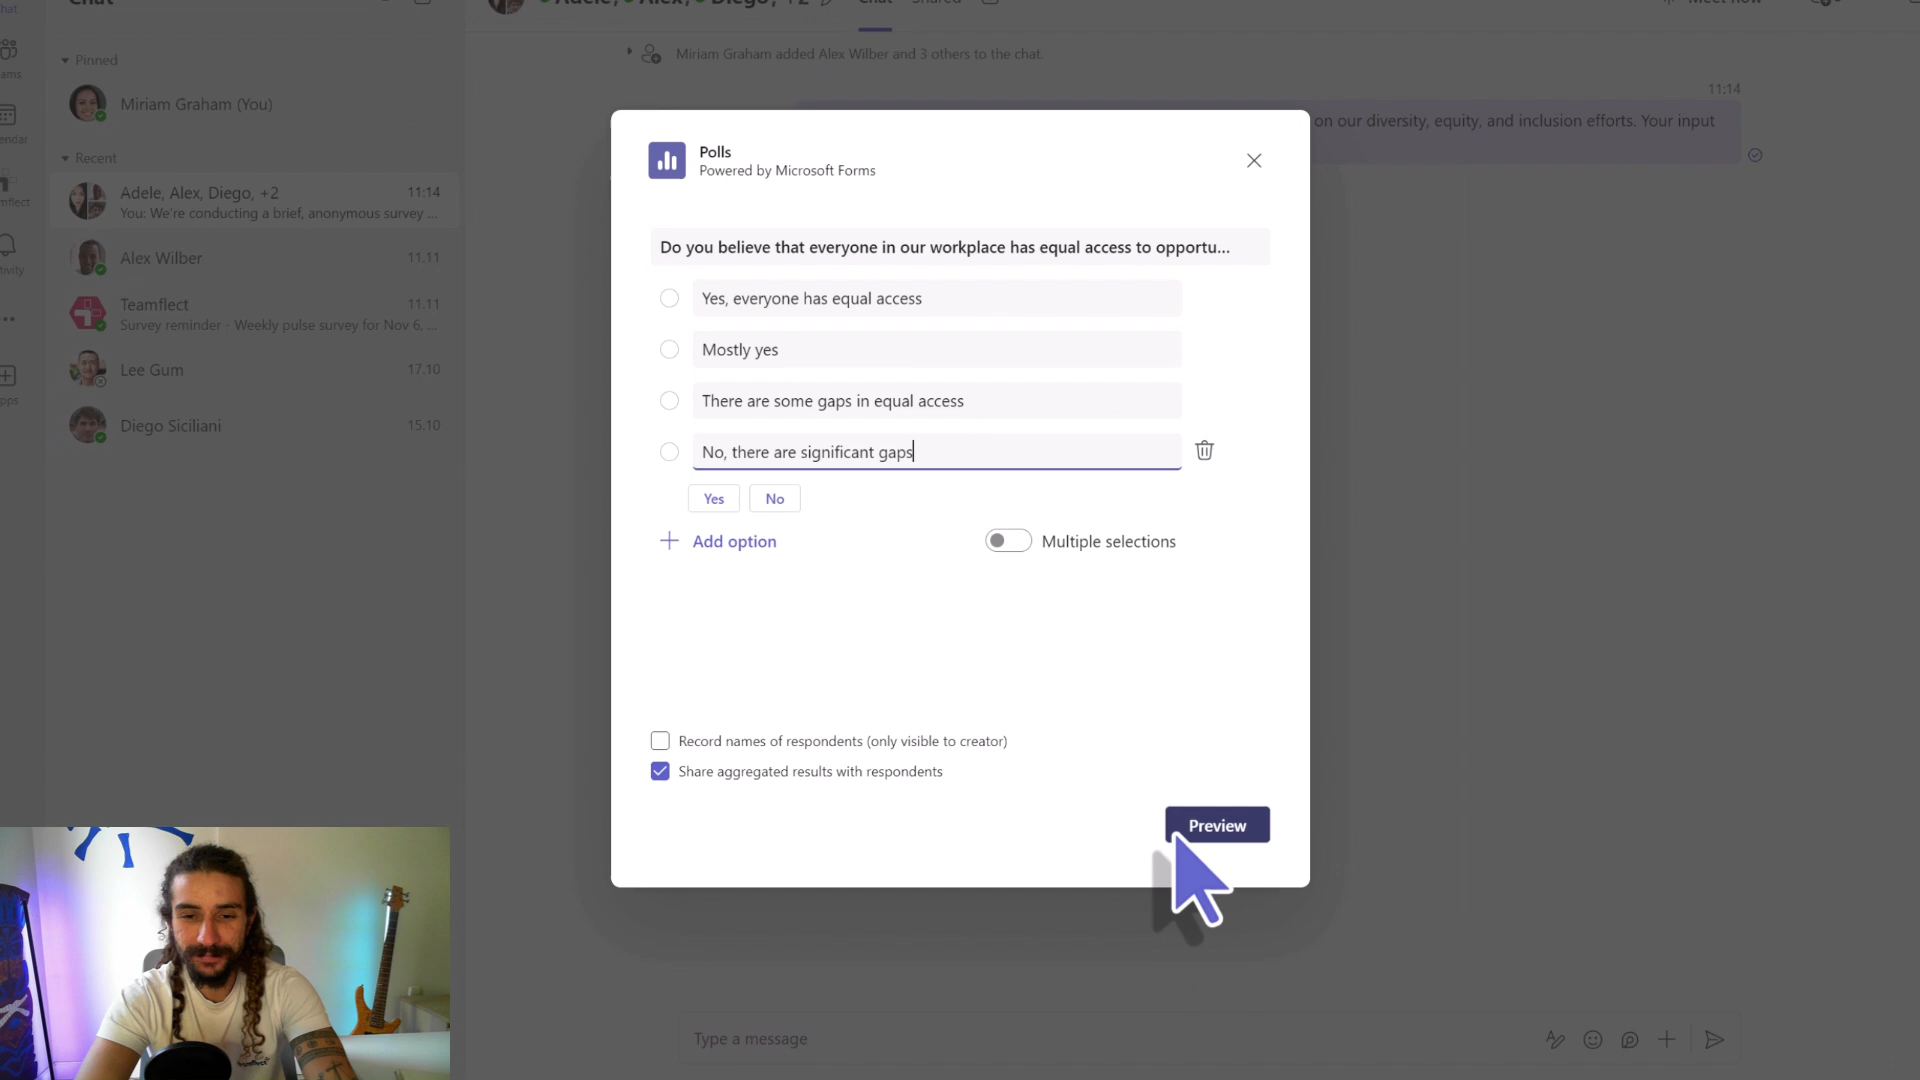 Chat
Adele, Alex, Diego, +2
Chat
Shared
Meet now
Pinned
Miriam Graham (You)
Recent
Adele, Alex, Diego, +2
11:14
You: We're conducting a brief, anonymous survey ...
Alex Wilber
11.11
Teamflect
11.11
Survey reminder - Weekly pulse survey for Nov 6, ...
Lee Gum
17.10
Diego Siciliani
15.10
Miriam Graham added Alex Wilber and 3 others to the chat.
11:14
on our diversity, equity, and inclusion efforts. Your input
Polls
Powered by Microsoft Forms
Do you believe that everyone in our workplace has equal access to opportu...
Yes, everyone has equal access
Mostly yes
There are some gaps in equal access
No, there are significant gaps
Yes
No
Add option
Multiple selections
Record names of respondents (only visible to creator)
Share aggregated results with respondents
Preview
Type a message